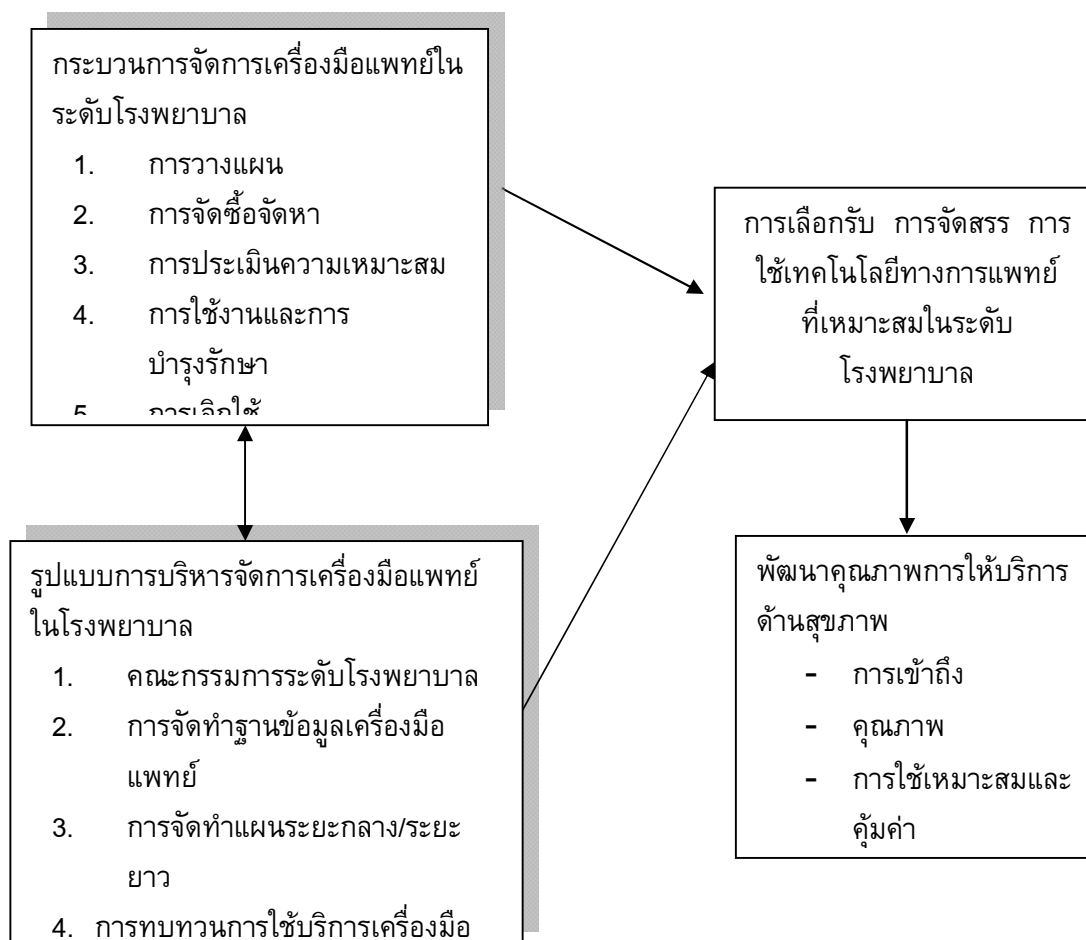 กระบวนการจัดการเครื่องมือแพทย์ใน
ระดับโรงพยาบาล
1. การวางแผน
2. การจัดซื้อจัดหา
3. การประเมินความเหมาะสม
4. การใช้งานและการ
บำรุงรักษา
5. การเลิกใช้
การเลือกรับ การจัดสรร การ
ใช้เทคโนโลยีทางการแพทย์
ที่เหมาะสมในระดับ
โรงพยาบาล
รูปแบบการบริหารจัดการเครื่องมือแพทย์
ในโรงพยาบาล
1. คณะกรรมการระดับโรงพยาบาล
2. การจัดทำฐานข้อมูลเครื่องมือ
แพทย์
3. การจัดทำแผนระยะกลาง/ระยะ
ยาว
4. การทบทวนการใช้บริการเครื่องมือ
พัฒนาคุณภาพการให้บริการ
ด้านสุขภาพ
- การเข้าถึง
- คุณภาพ
- การใช้เหมาะสมและ
คุ้มค่า